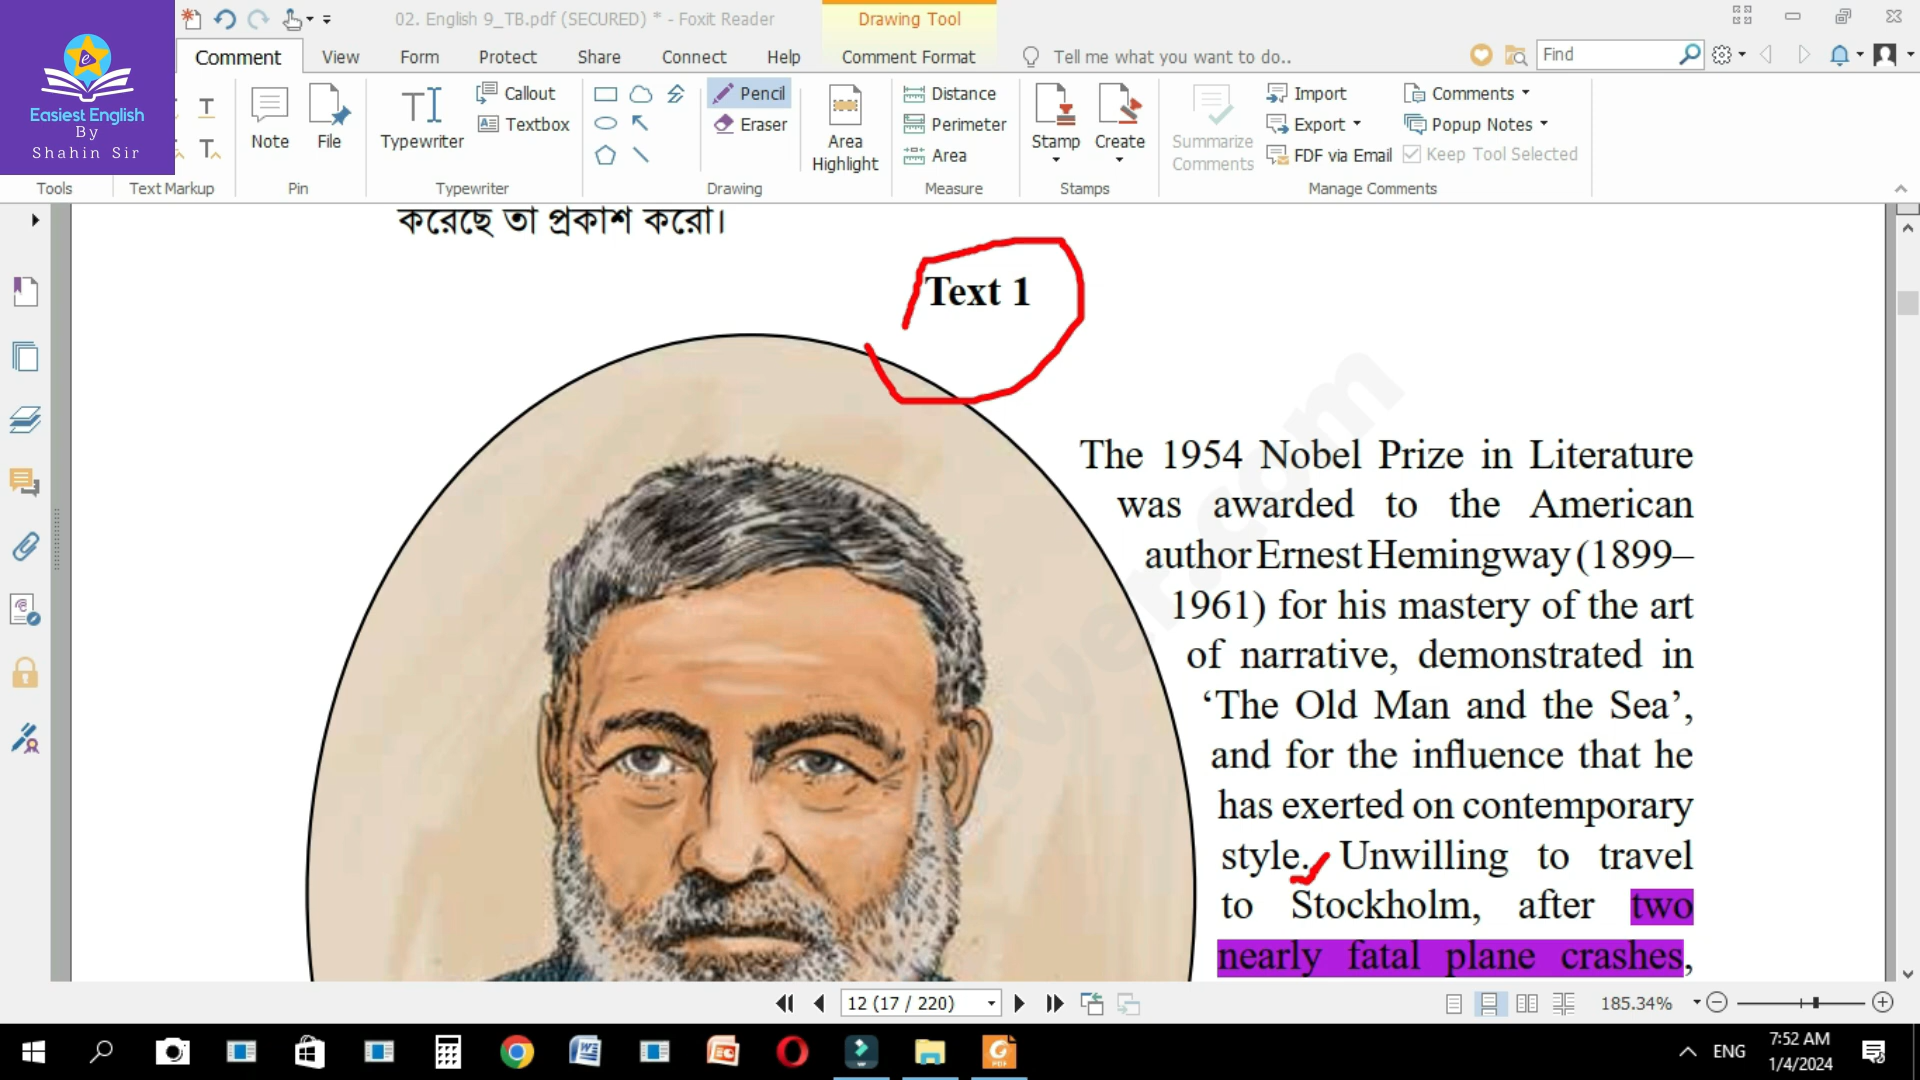 02. English 9_TB.pdf (SECURED) * - Foxit Reader
Drawing Tool
Comment
View
Form
Protect
Share
Connect
Help
Comment Format
Tell me what you want to do..
Find
Easiest English
By
Shahin Sir
Note
File
Typewriter
Callout
Textbox
Pencil
Eraser
Area
Highlight
Distance
Perimeter
Area
Stamp
Create
Summarize
Comments
Import
Export
FDF via Email
Comments
Popup Notes
Keep Tool Selected
Tools
Text Markup
Pin
Typewriter
Drawing
Measure
Stamps
Manage Comments
করেছে তা প্রকাশ করো।
Text 1
The 1954 Nobel Prize in Literature
was awarded to the American
author Ernest Hemingway (1899–
1961) for his mastery of the art
of narrative, demonstrated in
‘The Old Man and the Sea’,
and for the influence that he
has exerted on contemporary
style. Unwilling to travel
to Stockholm, after two
nearly fatal plane crashes,
12 (17 / 220)
185.34%
ENG
7:52 AM
1/4/2024